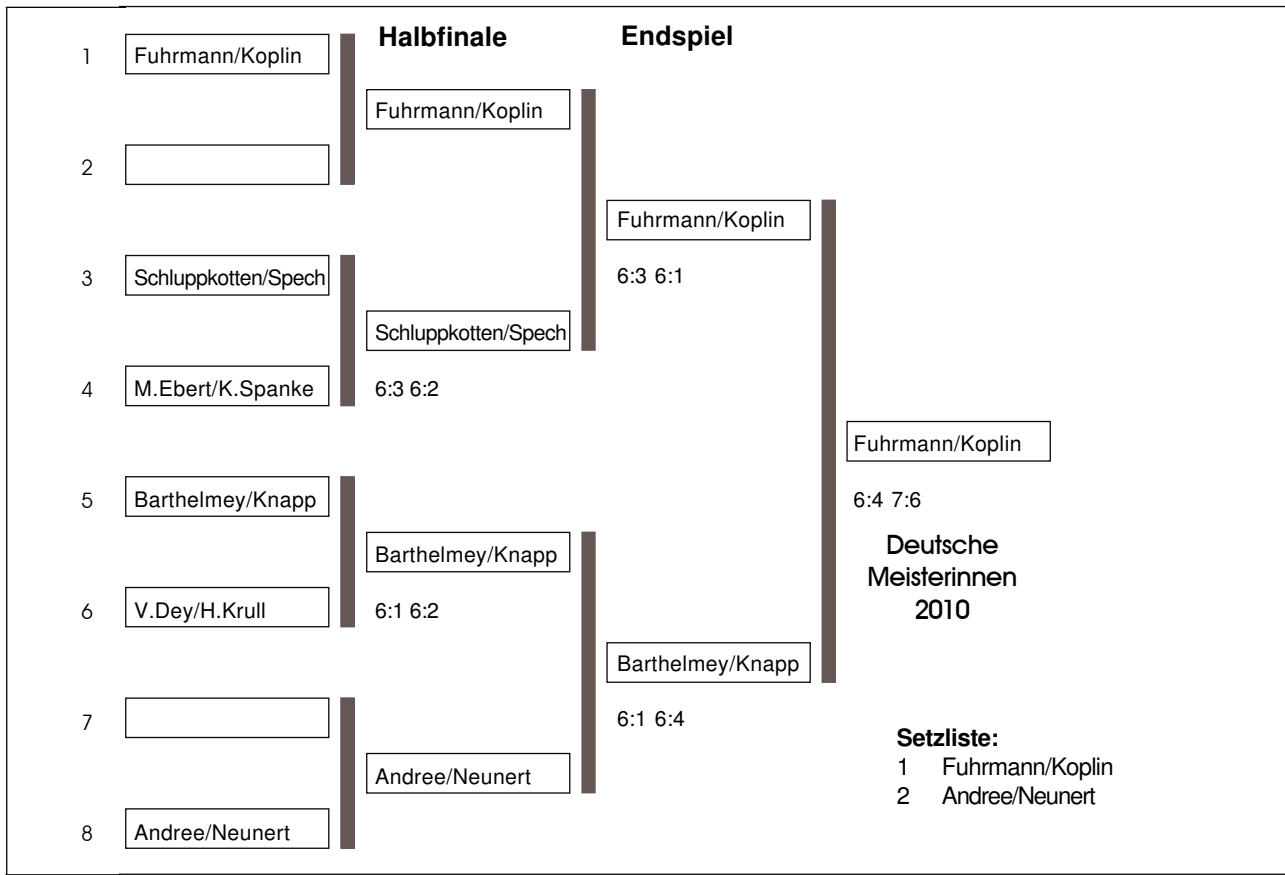 Halbfinale
Endspiel
1 Fuhrmann/Koplin
Fuhrmann/Koplin
2
Fuhrmann/Koplin
6:3 6:1
3 Schluppkotten/Spech
Schluppkotten/Spech
6:3 6:2
4 M.Ebert/K.Spanke
Fuhrmann/Koplin
6:4 7:6
Deutsche
Meisterinnen
2010
5 Barthelmey/Knapp
Barthelmey/Knapp
6:1 6:2
6 V.Dey/H.Krull
Barthelmey/Knapp
6:1 6:4
7
Andree/Neunert
8 Andree/Neunert
Setzliste:
1 Fuhrmann/Koplin
2 Andree/Neunert